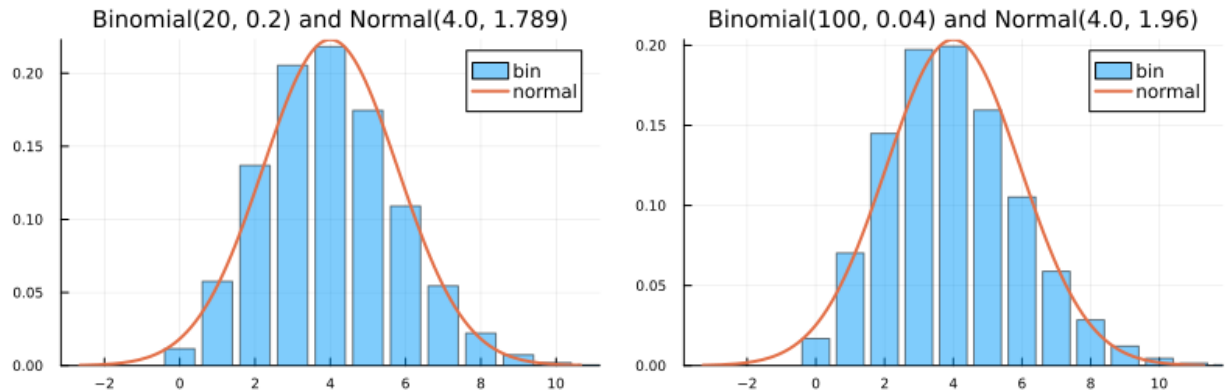 Binomial(20, 0.2) and Normal(4.0, 1.789)
bin
normal
0.20
0.15
0.10
0.05
0.00
−2 0 2 4 6 8 10
Binomial(100, 0.04) and Normal(4.0, 1.96)
bin
normal
0.20
0.15
0.10
0.05
0.00
−2 0 2 4 6 8 10